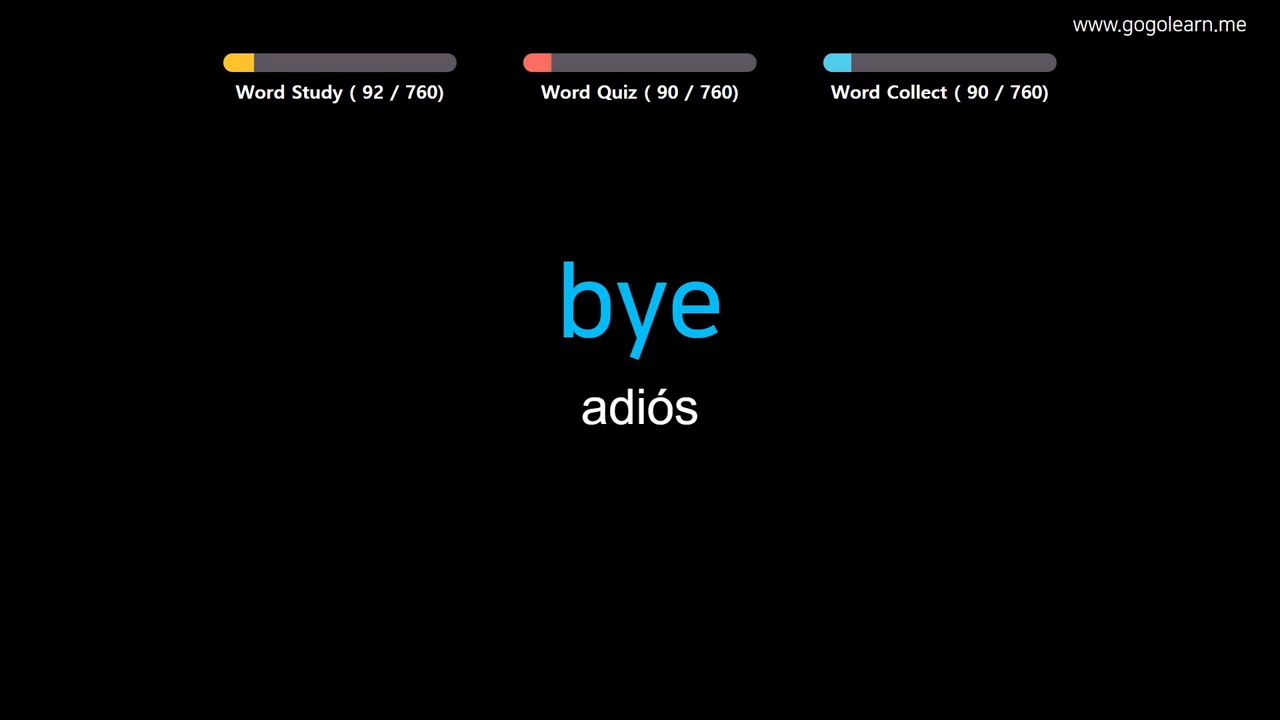 www.gogolearn.me
Word Study ( 92 / 760)
Word Quiz ( 90 / 760)
Word Collect ( 90 / 760)
bye
adiós